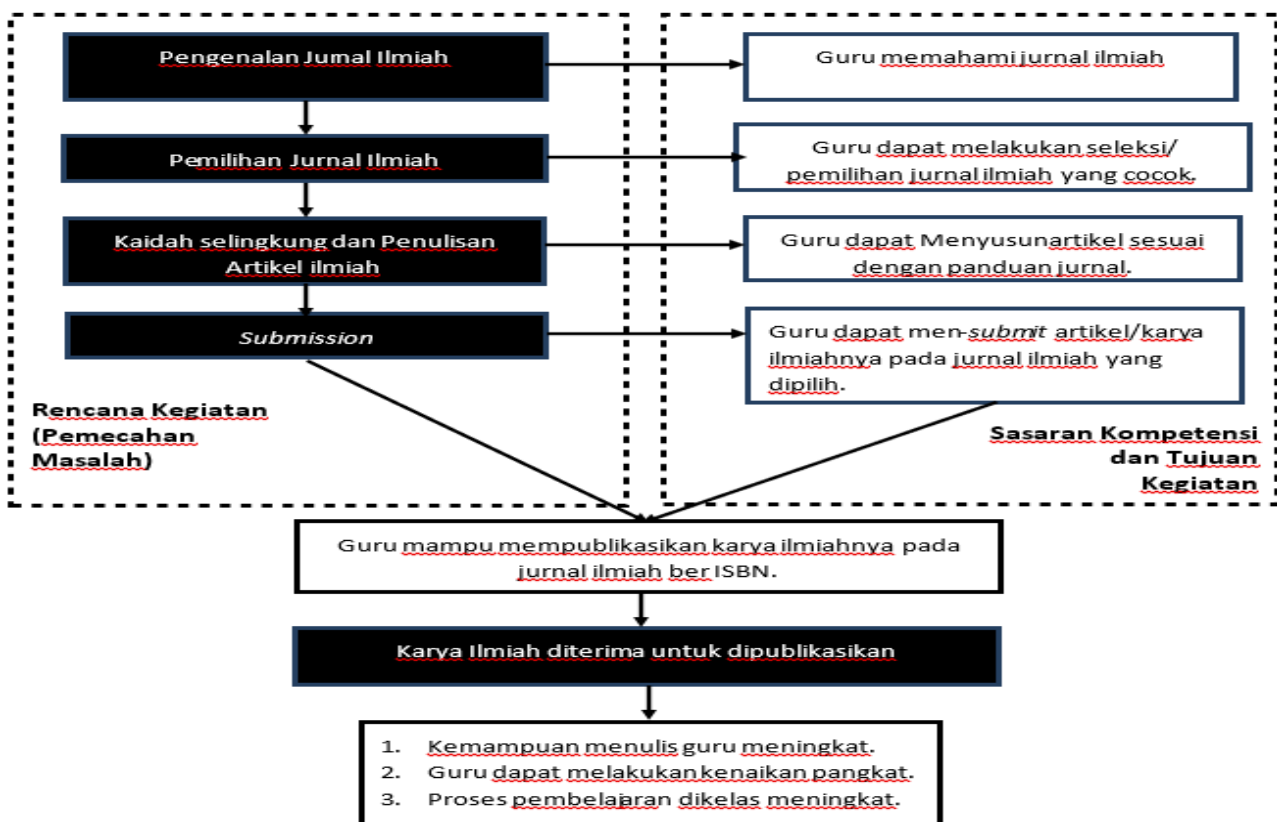 Pengenalan Jurnal Ilmiah
Guru memahami jurnal ilmiah
Pemilihan Jurnal Ilmiah
Guru dapat melakukan seleksi/
pemilihan jurnal ilmiah yang cocok.
Kaidah selingkung dan Penulisan
Artikel ilmiah
Guru dapat Menyusunartikel sesuai
dengan panduan jurnal.
Submission
Guru dapat men-submit artikel/karya
ilmiahnya pada jurnal ilmiah yang
dipilih.
Rencana Kegiatan
(Pemecahan
Masalah)
Sasaran Kompetensi
dan Tujuan
Kegiatan
Guru mampu mempublikasikan karya ilmiahnya pada
jurnal ilmiah ber ISBN.
Karya Ilmiah diterima untuk dipublikasikan
1. Kemampuan menulis guru meningkat.
2. Guru dapat melakukan kenaikan pangkat.
3. Proses pembelajaran dikelas meningkat.